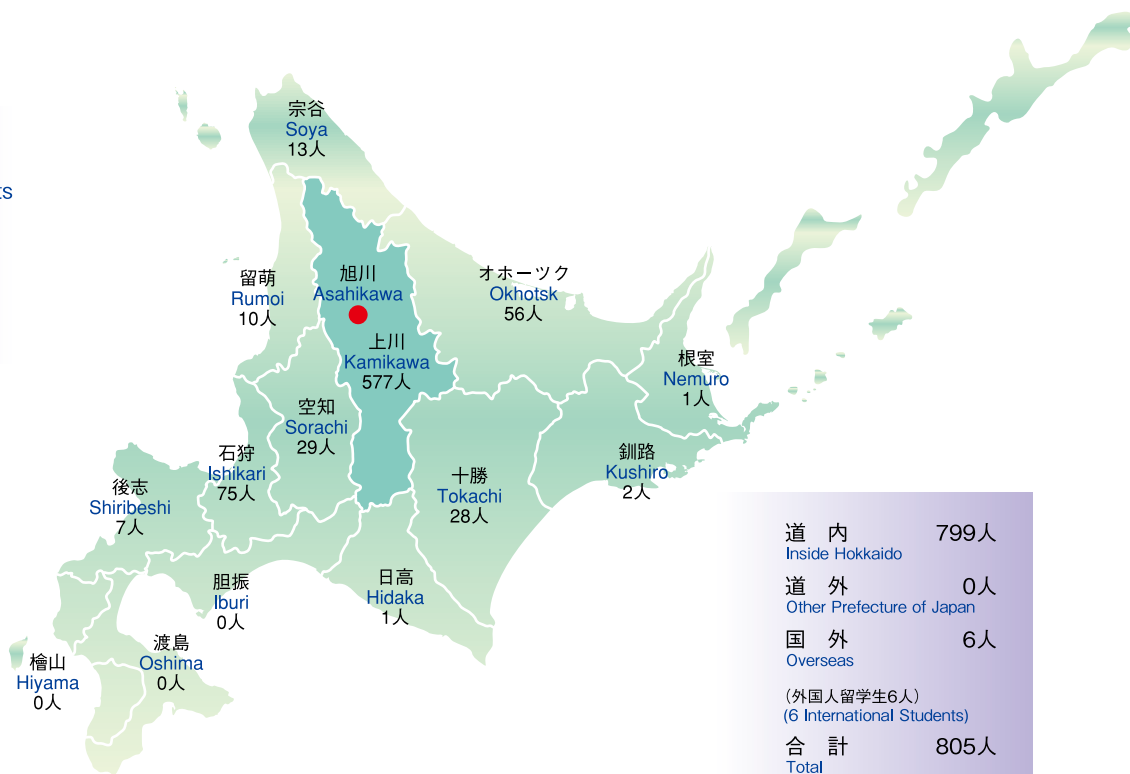 宗谷
Soya
13人
ts
留萌
Rumoi
10人
旭川
Asahikawa
オホーツク
Okhotsk
56人
上川
Kamikawa
577人
根室
Nemuro
1人
空知
Sorachi
29人
石狩
Ishikari
75人
釧路
Kushiro
2人
十勝
Tokachi
28人
後志
Shiribeshi
7人
胆振
Iburi
0人
日高
Hidaka
1人
渡島
Oshima
0人
檜山
Hiyama
0人
道 内 799人
Inside Hokkaido
道 外 0人
Other Prefecture of Japan
国 外 6人
Overseas
（外国人留学生6人）
(6 International Students)
合 計 805人
Total